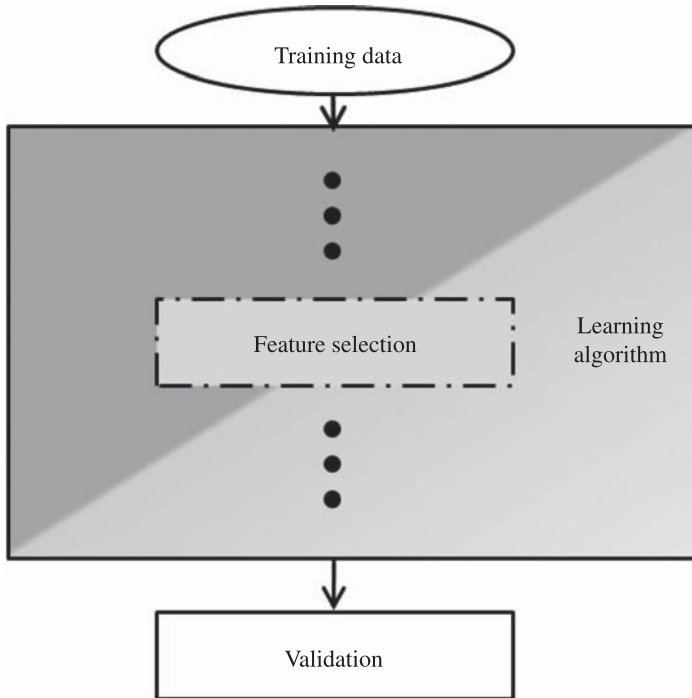 Training data
Feature selection
Learning
algorithm
Validation